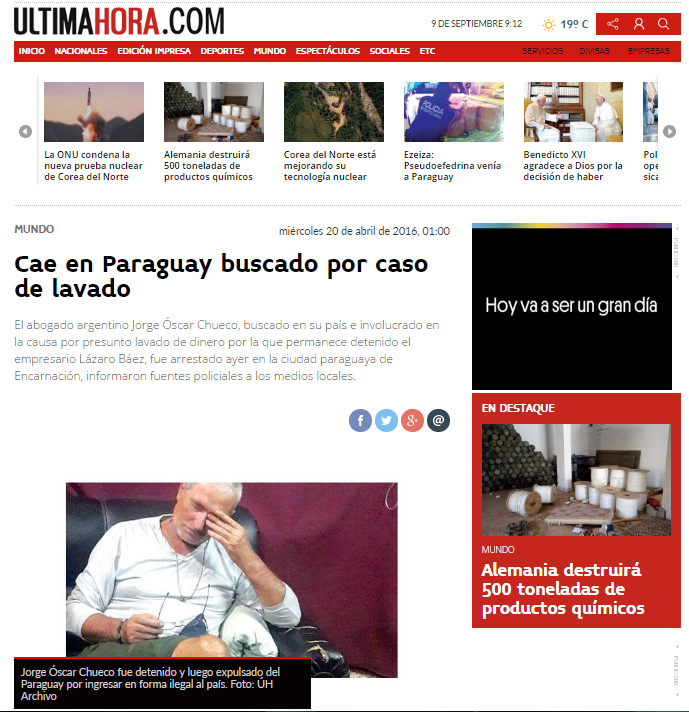 ULTIMAHORA.COM
9 DE SEPTIEMBRE 9:12
19º C
INICIO NACIONALES EDICIÓN IMPRESA DEPORTES MUNDO ESPECTÁCULOS SOCIALES ETC
SERVICIOS DIVISAS EMPRESAS
POLICIA
La ONU condena la
nueva prueba nuclear
de Corea del Norte
Alemania destruirá
500 toneladas de
productos químicos
Corea del Norte está
mejorando su
tecnología nuclear
Ezeiza:
Pseudoefedrina venía
a Paraguay
Benedicto XVI
agradece a Dios por la
decisión de haber
Pol
ope
sica
MUNDO
miércoles 20 de abril de 2016, 01:00
Cae en Paraguay buscado por caso
de lavado
El abogado argentino Jorge Óscar Chueco, buscado en su país e involucrado en
la causa por presunto lavado de dinero por la que permanece detenido el
empresario Lázaro Báez, fue arrestado ayer en la ciudad paraguaya de
Encarnación, informaron fuentes policiales a los medios locales.
Jorge Óscar Chueco fue detenido y luego expulsado del
Paraguay por ingresar en forma ilegal al país. Foto: ÚH
Archivo
PUBLICIDAD
Hoy va a ser un gran día
EN DESTAQUE
MUNDO
Alemania destruirá
500 toneladas de
productos químicos
PUBLICIDAD